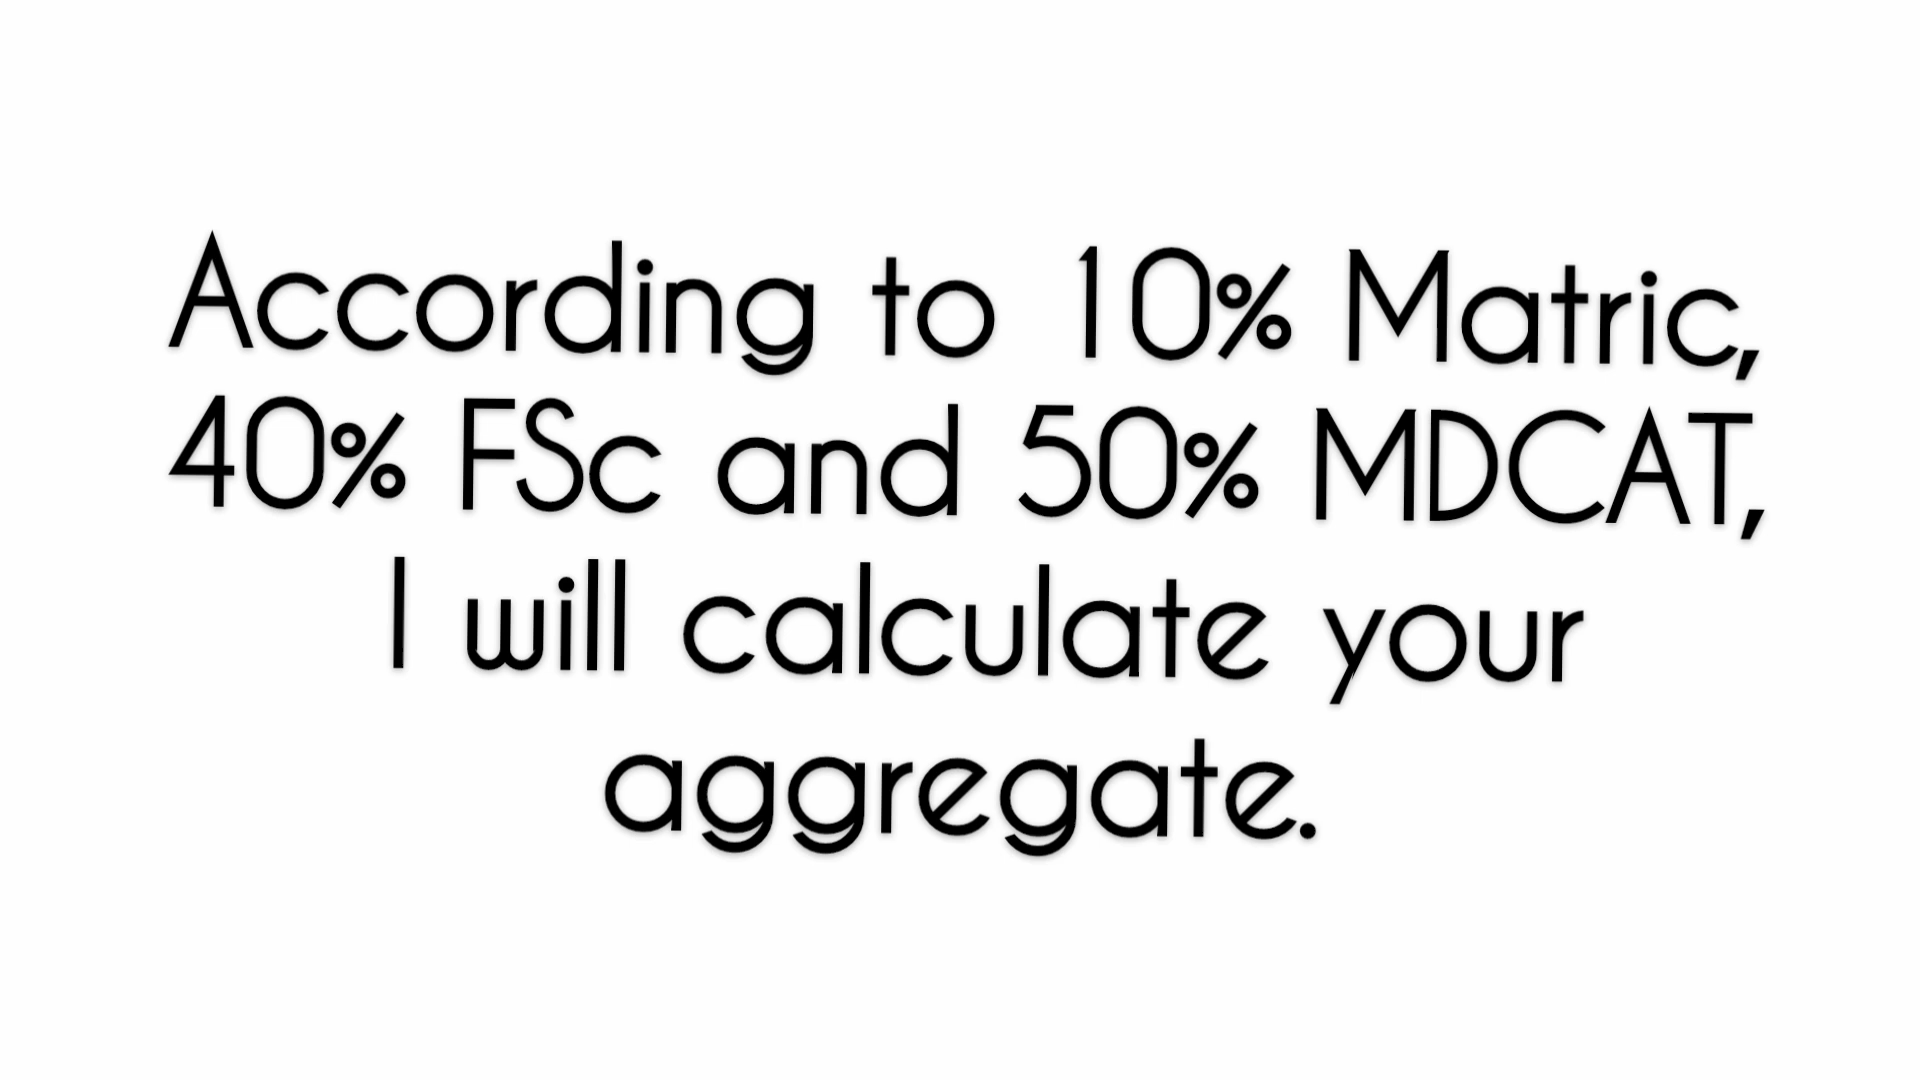 According to 10% Matric,
40% FSc and 50% MDCAT,
I will calculate your
aggregate.